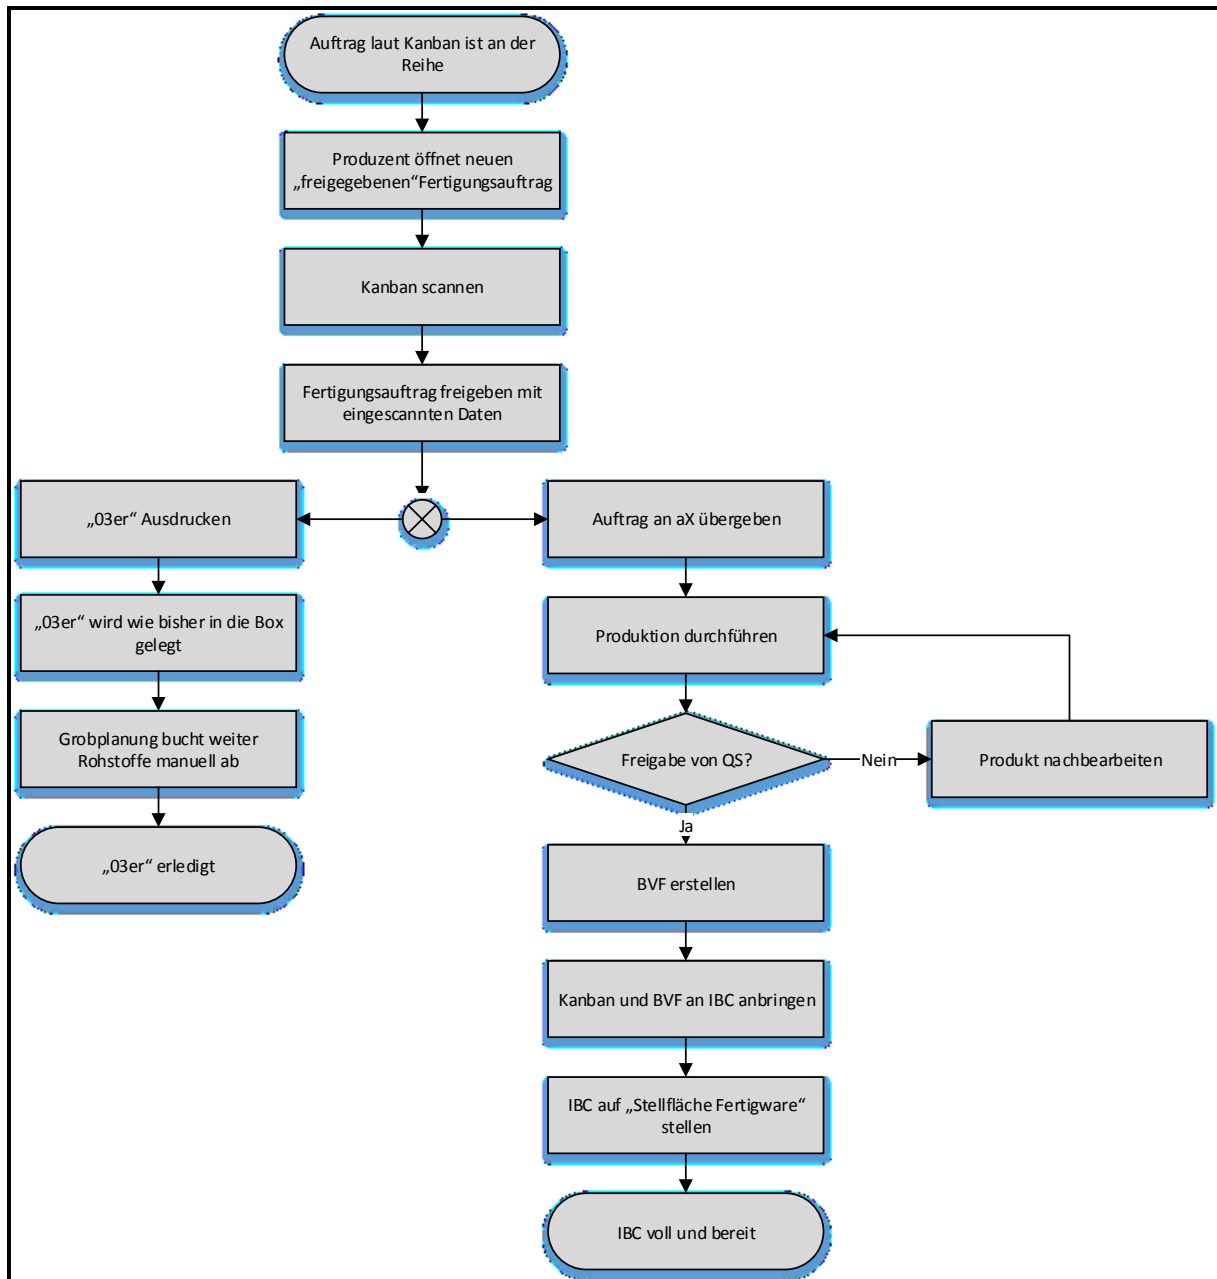 Auftrag laut Kanban ist an der
Reihe
Produzent öffnet neuen
„freigegebenen“Fertigungsauftrag
Kanban scannen
Fertigungsauftrag freigeben mit
eingescannten Daten
„03er“ Ausdrucken
Auftrag an aX übergeben
„03er“ wird wie bisher in die Box
gelegt
Produktion durchführen
Grobplanung bucht weiter
Rohstoffe manuell ab
Freigabe von QS?
Nein
Produkt nachbearbeiten
Ja
„03er“ erledigt
BVF erstellen
Kanban und BVF an IBC anbringen
IBC auf „Stellfläche Fertigware“
stellen
IBC voll und bereit